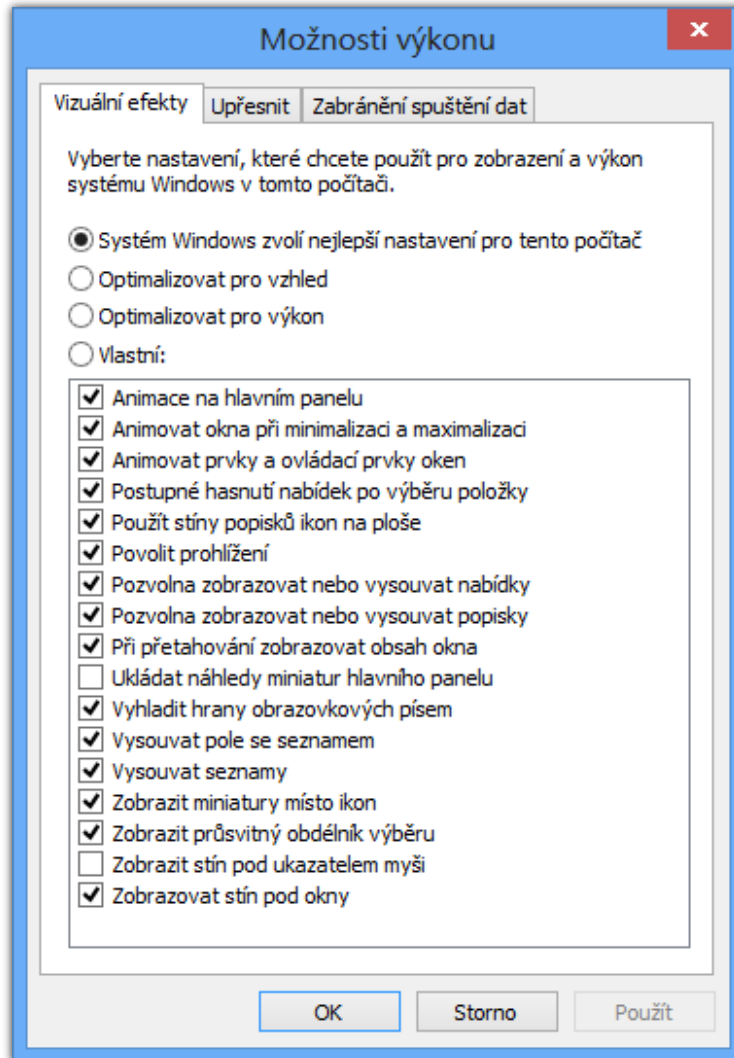 Možnosti výkonu
Vizuální efekty
Upřesnit
Zabránění spuštění dat
Vyberte nastavení, které chcete použít pro zobrazení a výkon
systému Windows v tomto počítači.
Systém Windows zvolí nejlepší nastavení pro tento počítač
Optimalizovat pro vzhled
Optimalizovat pro výkon
Vlastní:
Animace na hlavním panelu
Animovat okna při minimalizaci a maximalizaci
Animovat prvky a ovládací prvky oken
Postupné hasnutí nabídek po výběru položky
Použít stíny popisků ikon na ploše
Povolit prohlížení
Pozvolna zobrazovat nebo vysouvat nabídky
Pozvolna zobrazovat nebo vysouvat popisky
Při přetahování zobrazovat obsah okna
Ukládat náhledy miniatur hlavního panelu
Vyhladit hrany obrazovkových písem
Vysouvat pole se seznamem
Vysouvat seznamy
Zobrazit miniatury místo ikon
Zobrazit průsvitný obdélník výběru
Zobrazit stín pod ukazatelem myši
Zobrazovat stín pod okny
OK
Storno
Použít